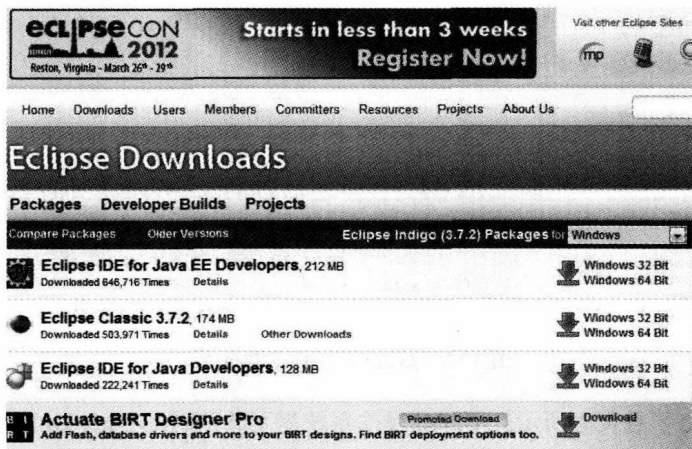 eclipseCON
2012
Reston, Virginia - March 26th - 29th
Starts in less than 3 weeks
Register Now!
Visit other Eclipse Sites
Home Downloads Users Members Committers Resources Projects About Us
Eclipse Downloads
Packages Developer Builds Projects
Compare Packages Older Versions Eclipse Indigo (3.7.2) Packages for Windows
Eclipse IDE for Java EE Developers, 212 MB Windows 32 Bit
Downloaded 646,716 Times Details Windows 64 Bit
Eclipse Classic 3.7.2, 174 MB Windows 32 Bit
Downloaded 503,971 Times Details Other Downloads Windows 64 Bit
Eclipse IDE for Java Developers, 128 MB Windows 32 Bit
Downloaded 222,241 Times Details Windows 64 Bit
B I
R T
Actuate BIRT Designer Pro Promoted Download Download
Add Flash, database drivers and more to your BIRT designs. Find BIRT deployment options too.